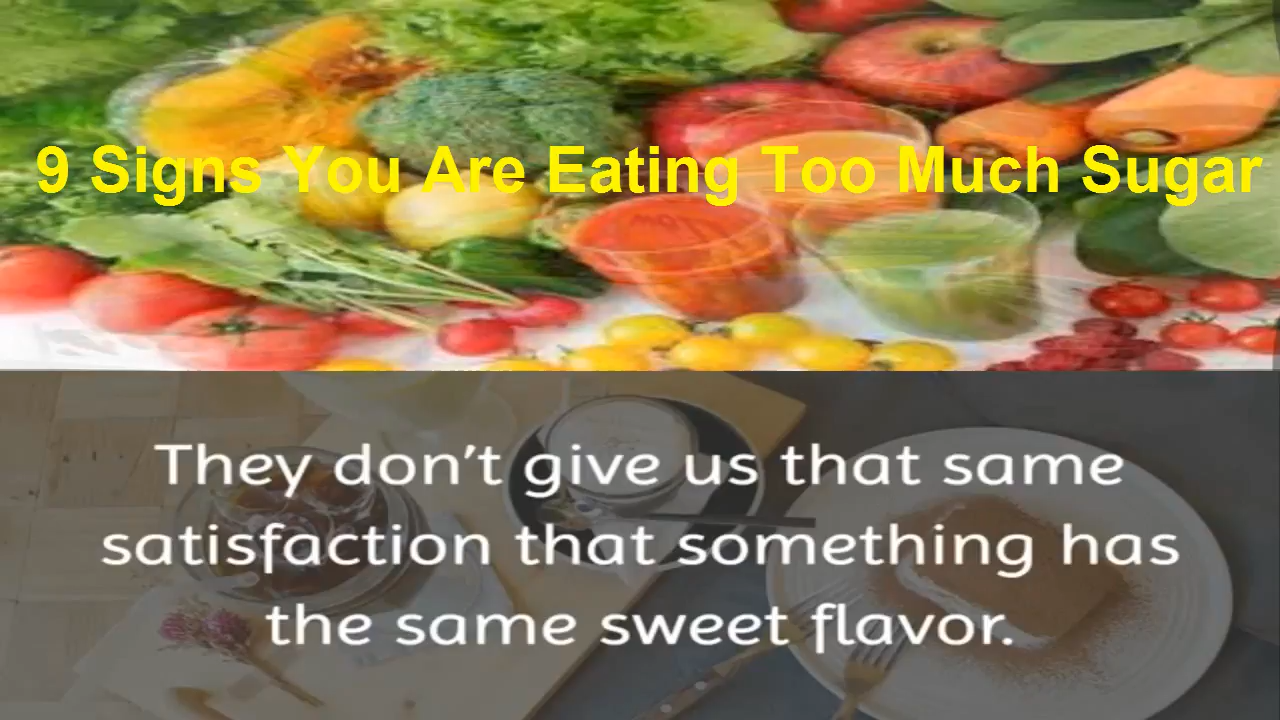 9 Signs You Are Eating Too Much Sugar
They don't give us that same
satisfaction that something has
the same sweet flavor.